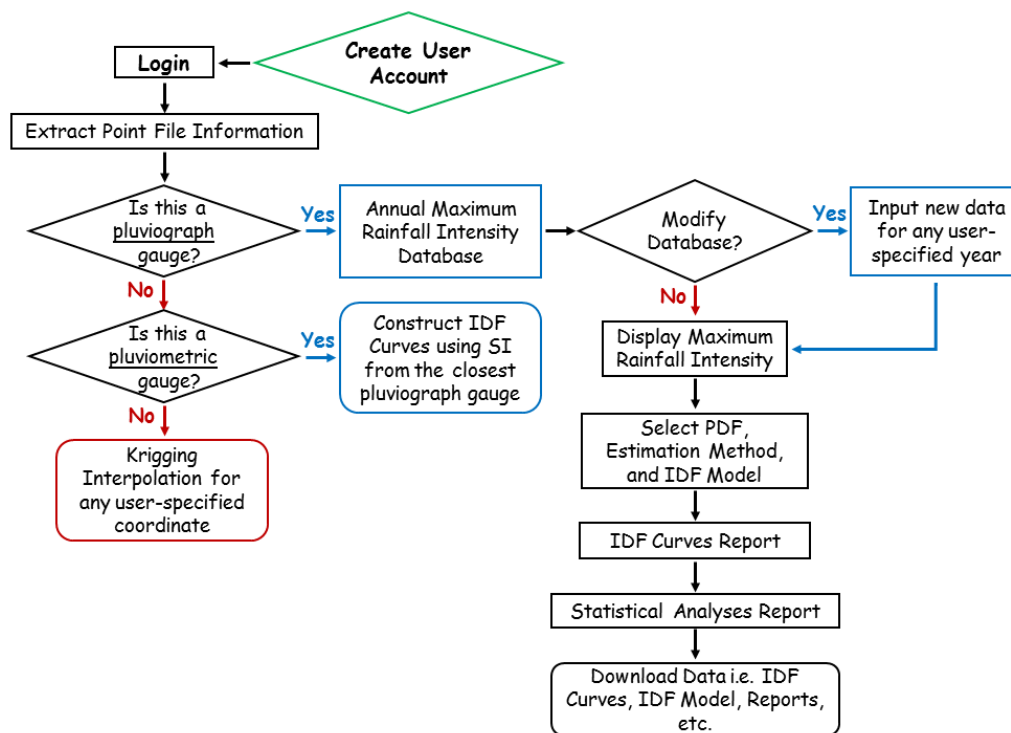 Create User
Account
Login
Extract Point File Information
Is this a
pluviograph
gauge?
Yes
Annual Maximum
Rainfall Intensity
Database
Modify
Database?
Yes
Input new data
for any user-
specified year
No
No
Is this a
pluviometric
gauge?
Yes
Construct IDF
Curves using SI
from the closest
pluviograph gauge
Display Maximum
Rainfall Intensity
No
Krigging
Interpolation for
any user-specified
coordinate
Select PDF,
Estimation Method,
and IDF Model
IDF Curves Report
Statistical Analyses Report
Download Data i.e. IDF
Curves, IDF Model, Reports,
etc.